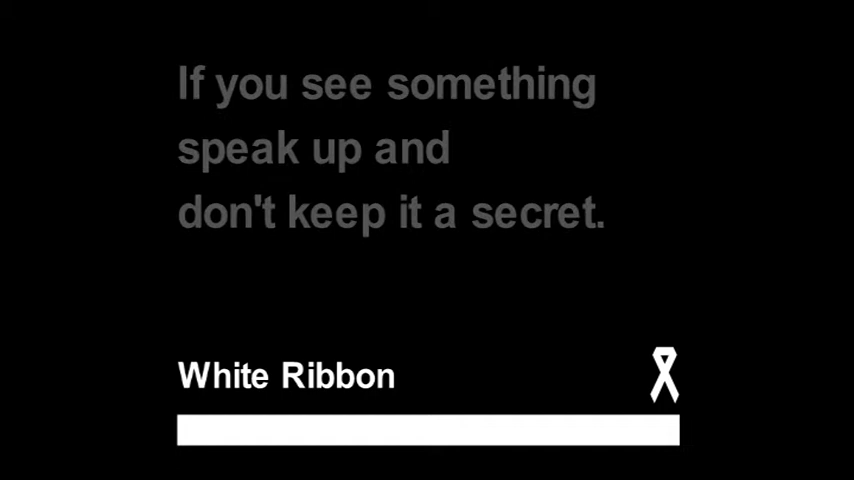 If you see something
speak up and
don't keep it a secret.
White Ribbon